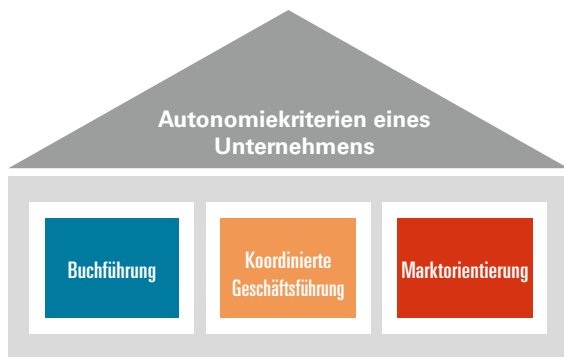 Autonomiekriterien eines
Unternehmens
Buchführung
Koordinierte
Geschäftsführung
Marktorientierung